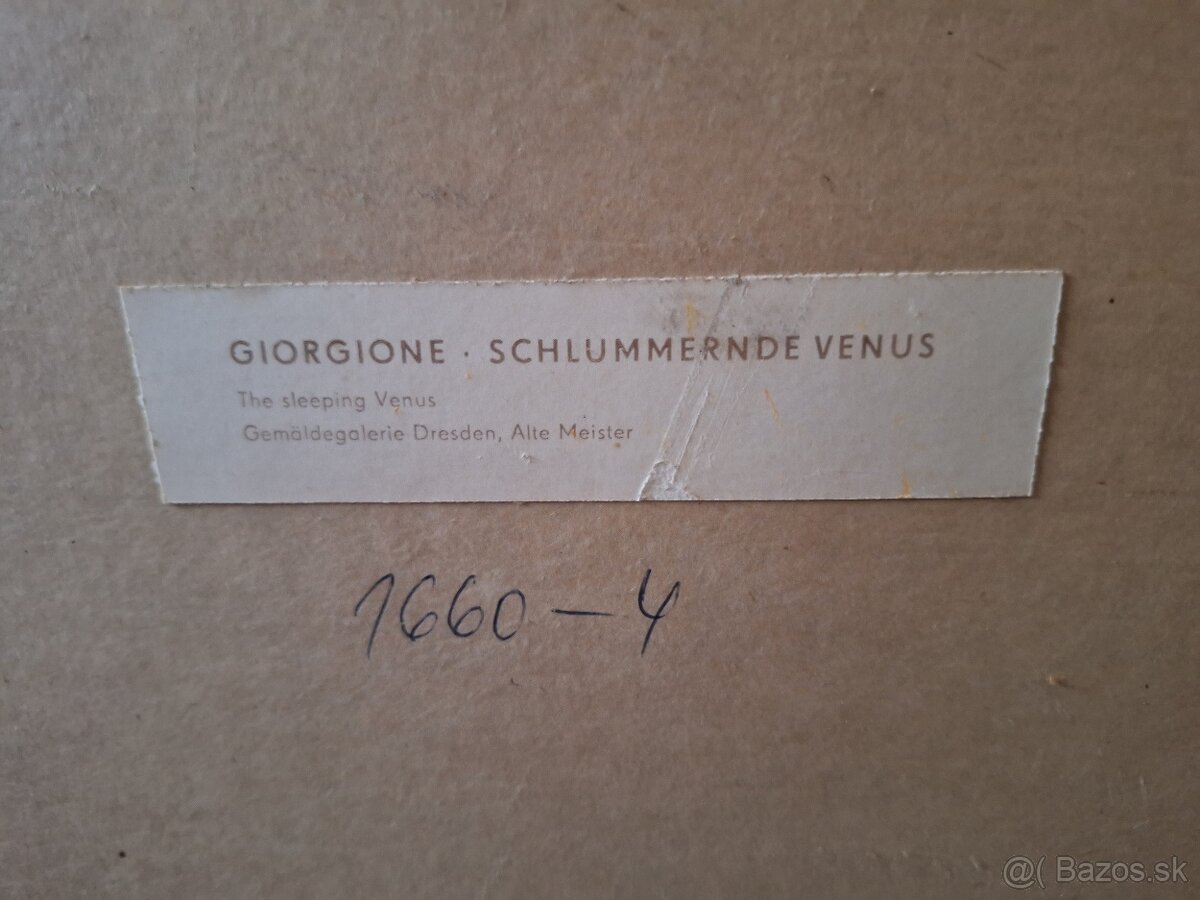 GIORGIONE · SCHLUMMERNDE VENUS
The sleeping Venus
Gemäldegalerie Dresden, Alte Meister
1660-4
@( Bazos.sk